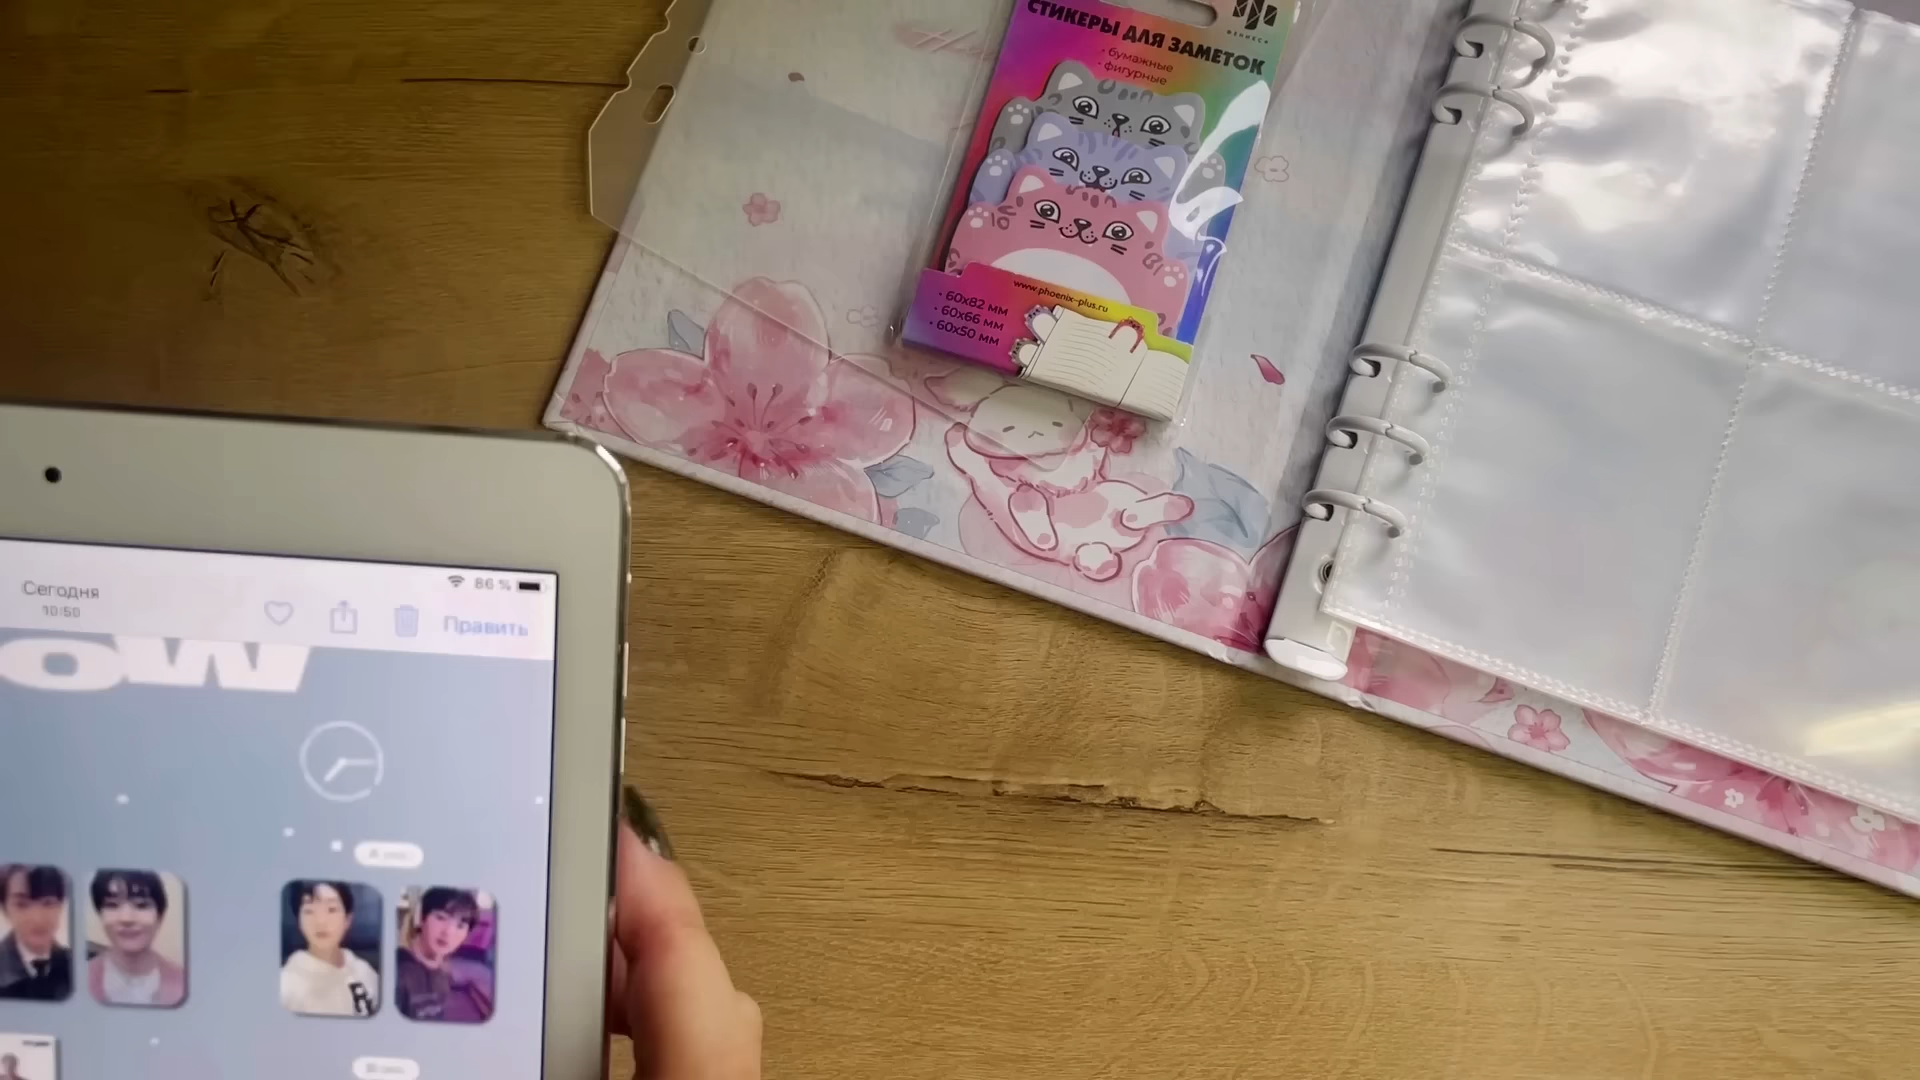 СТИКЕРЫ ДЛЯ ЗАМЕТОК
• бумажные
• фигурные
www.phoenix-plus.ru
• 60x82 мм
• 60x66 мм
• 60x50 мм
86 %
Сегодня
10:50
Править
OW